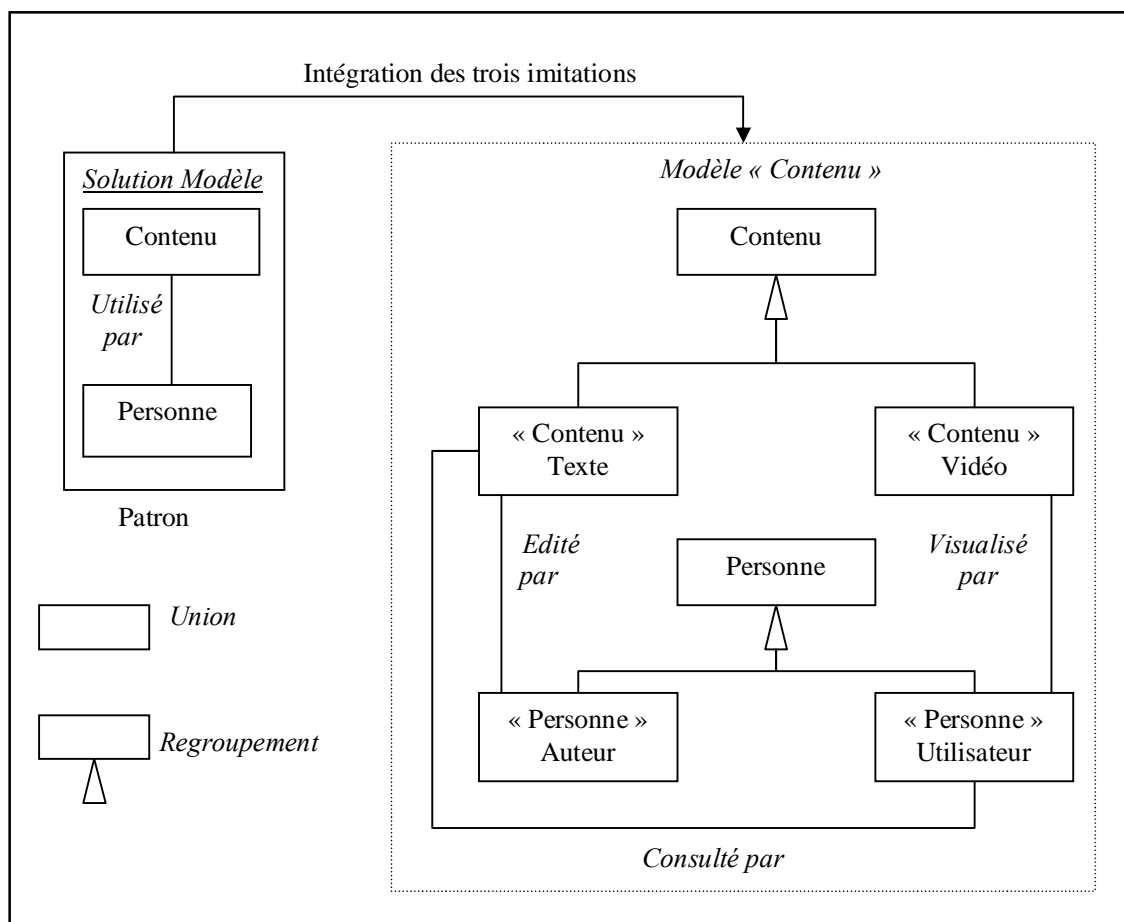 Intégration des trois imitations
Solution Modèle
Contenu
Utilisé
par
Personne
Patron
Union
Regroupement
Modèle « Contenu »
Contenu
« Contenu »
Texte
« Contenu »
Vidéo
Edité
par
Personne
Visualisé
par
« Personne »
Auteur
« Personne »
Utilisateur
Consulté par